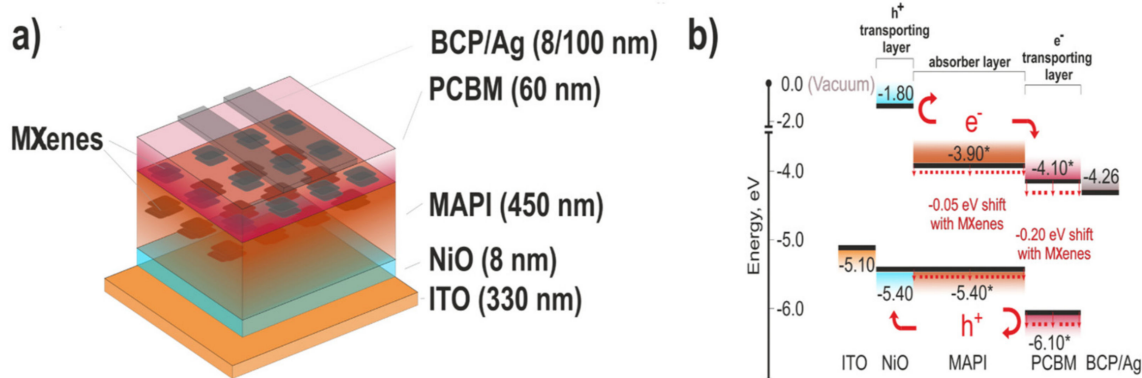 a)
BCP/Ag (8/100 nm)
PCBM (60 nm)
MXenes
MAPI (450 nm)
NiO (8 nm)
ITO (330 nm)
b)
h+
transporting
layer
absorber layer
e-
transporting
layer
0.0 (Vacuum)
-1.80
-2.0
e-
-3.90*
-4.0
-4.10*
-4.26
-0.05 eV shift
with MXenes
-0.20 eV shift
with MXenes
Energy, eV
-5.0
-5.10
-5.40
-5.40*
-6.0
h+
-6.10*
ITO NiO MAPI PCBM BCP/Ag